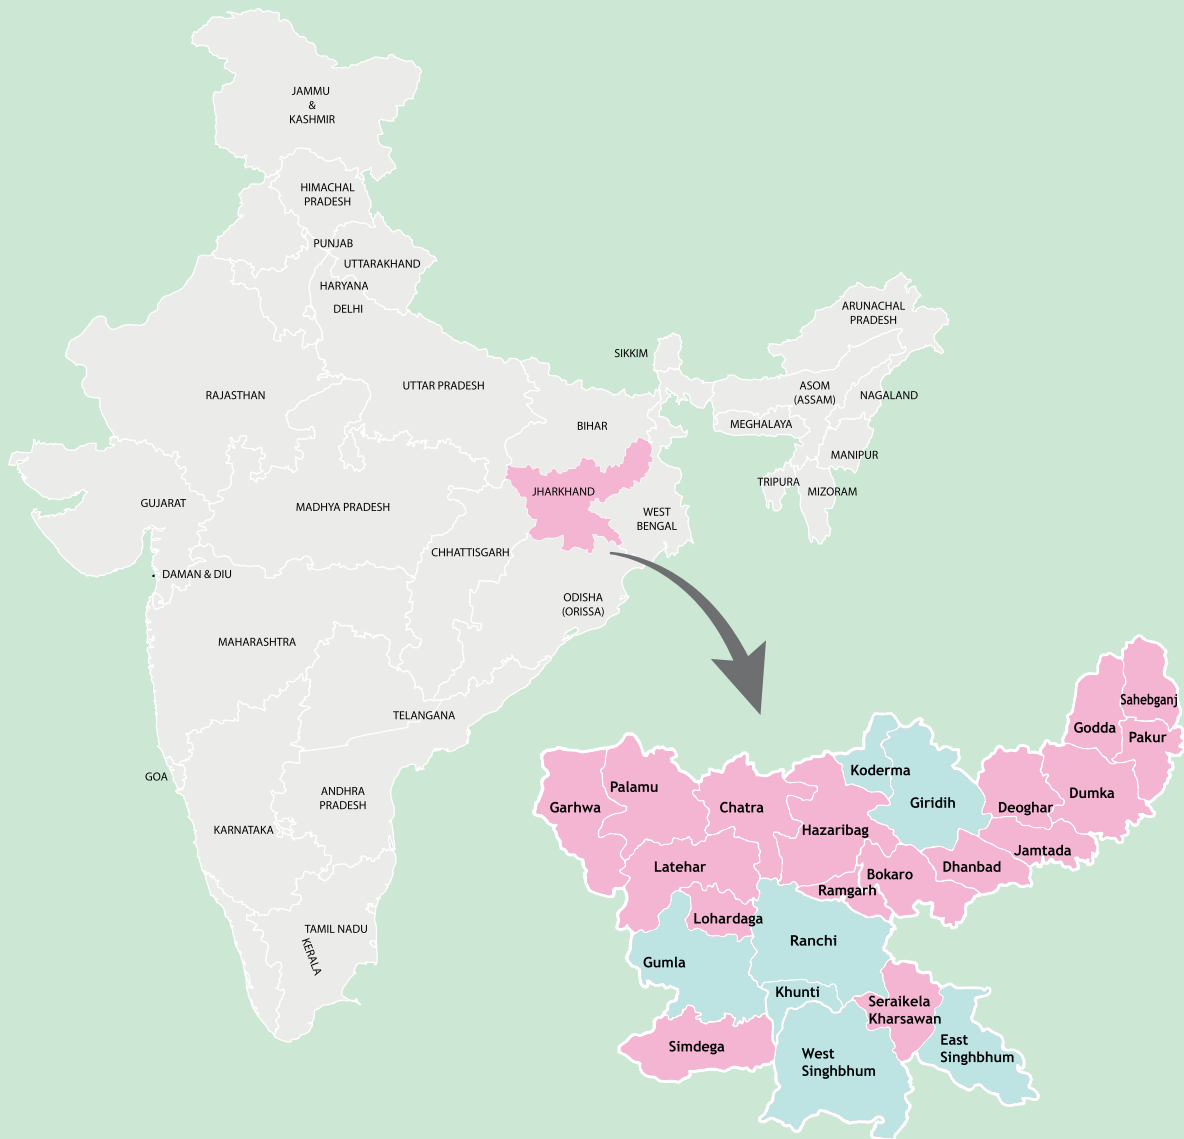 JAMMU
&
KASHMIR
HIMACHAL
PRADESH
PUNJAB
UTTARAKHAND
HARYANA
DELHI
ARUNACHAL
PRADESH
SIKKIM
UTTAR PRADESH
RAJASTHAN
ASOM
(ASSAM)
NAGALAND
BIHAR
MEGHALAYA
MANIPUR
TRIPURA
MIZORAM
JHARKHAND
GUJARAT
MADHYA PRADESH
WEST
BENGAL
CHHATTISGARH
DAMAN & DIU
ODISHA
(ORISSA)
MAHARASHTRA
TELANGANA
GOA
ANDHRA
PRADESH
KARNATAKA
TAMIL NADU
KERALA
Sahebganj
Godda
Pakur
Koderma
Palamu
Garhwa
Chatra
Giridih
Deoghar
Dumka
Hazaribag
Jamtada
Latehar
Dhanbad
Bokaro
Ramgarh
Lohardaga
Ranchi
Gumla
Khunti
Seraikela
Kharsawan
Simdega
East
Singhbhum
West
Singhbhum